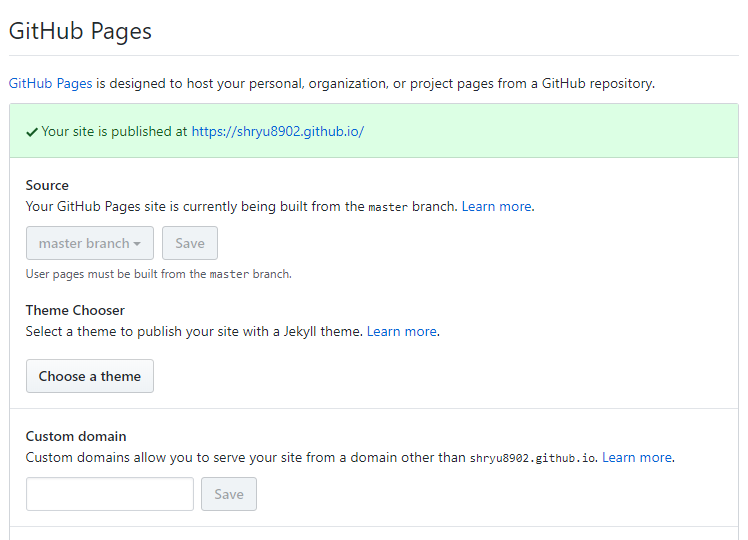 GitHub Pages
GitHub Pages is designed to host your personal, organization, or project pages from a GitHub repository.
✔ Your site is published at https://shryu8902.github.io/
Source
Your GitHub Pages site is currently being built from the master branch. Learn more.
master branch ▾ Save
User pages must be built from the master branch.
Theme Chooser
Select a theme to publish your site with a Jekyll theme. Learn more.
Choose a theme
Custom domain
Custom domains allow you to serve your site from a domain other than shryu8902.github.io. Learn more.
Save